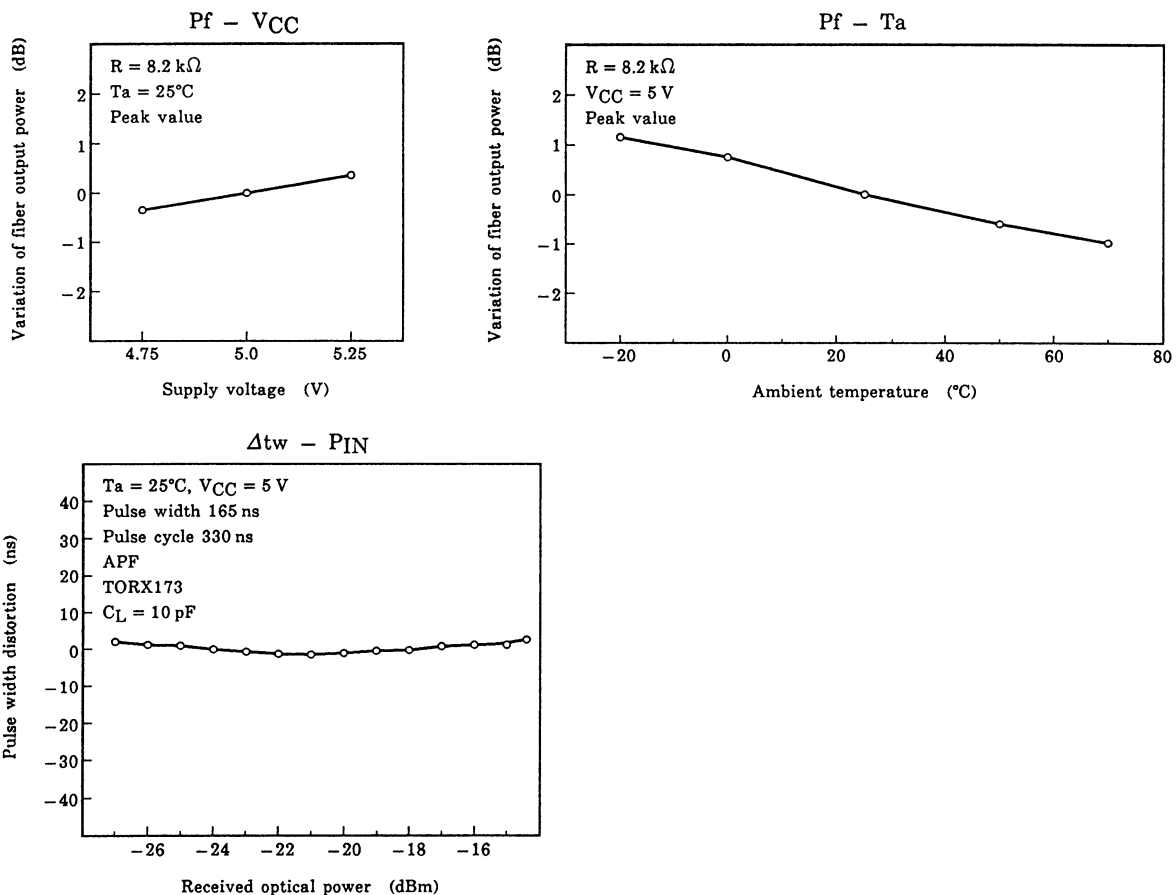 Pf – VCC
Variation of fiber output power (dB)
R = 8.2 kΩ
Ta = 25°C
Peak value
2
1
0
−1
−2
4.75 5.0 5.25
Supply voltage (V)
Pf – Ta
Variation of fiber output power (dB)
R = 8.2 kΩ
VCC = 5 V
Peak value
2
1
0
−1
−2
−20 0 20 40 60 80
Ambient temperature (°C)
Δtw – PIN
Pulse width distortion (ns)
Ta = 25°C, VCC = 5 V
Pulse width 165 ns
Pulse cycle 330 ns
APF
TORX173
CL = 10 pF
40
30
20
10
0
−10
−20
−30
−40
−26 −24 −22 −20 −18 −16
Received optical power (dBm)